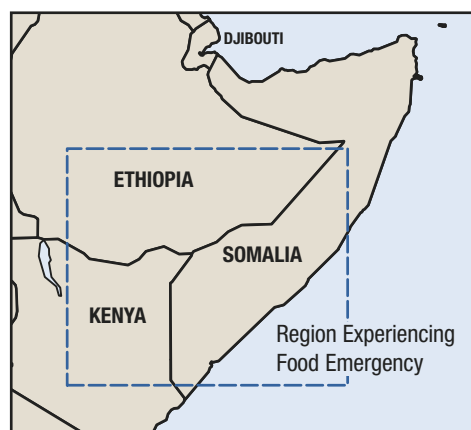 DJIBOUTI
ETHIOPIA
SOMALIA
KENYA
Region Experiencing
Food Emergency